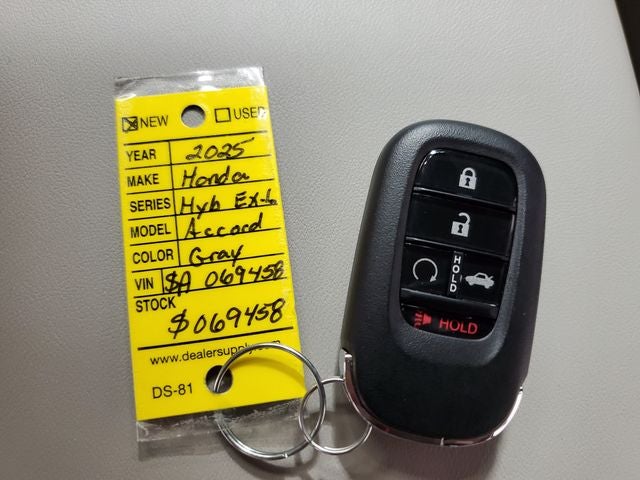 NEW USED
YEAR 2025
MAKE Honda
SERIES Hyb EX-L
MODEL Accord
COLOR Gray
VIN SA 069458
STOCK
$069458
www.dealersupply.com
DS-81
HOLD
HOLD